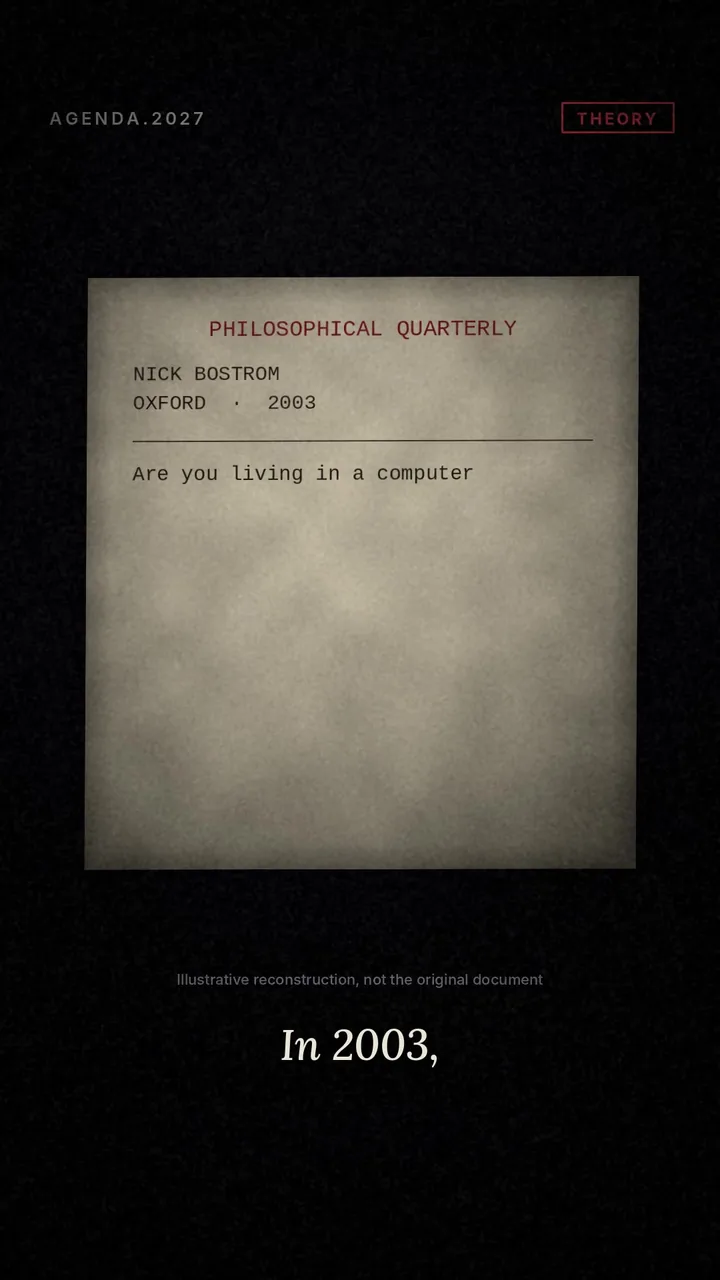 AGENDA.2027
THEORY
PHILOSOPHICAL QUARTERLY
NICK BOSTROM
OXFORD · 2003
Are you living in a computer
Illustrative reconstruction, not the original document
In 2003,